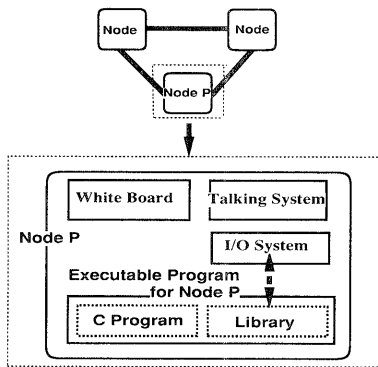 Node
Node
Node P
White Board
Talking System
Node P
I/O System
Executable Program
for Node P
C Program
Library